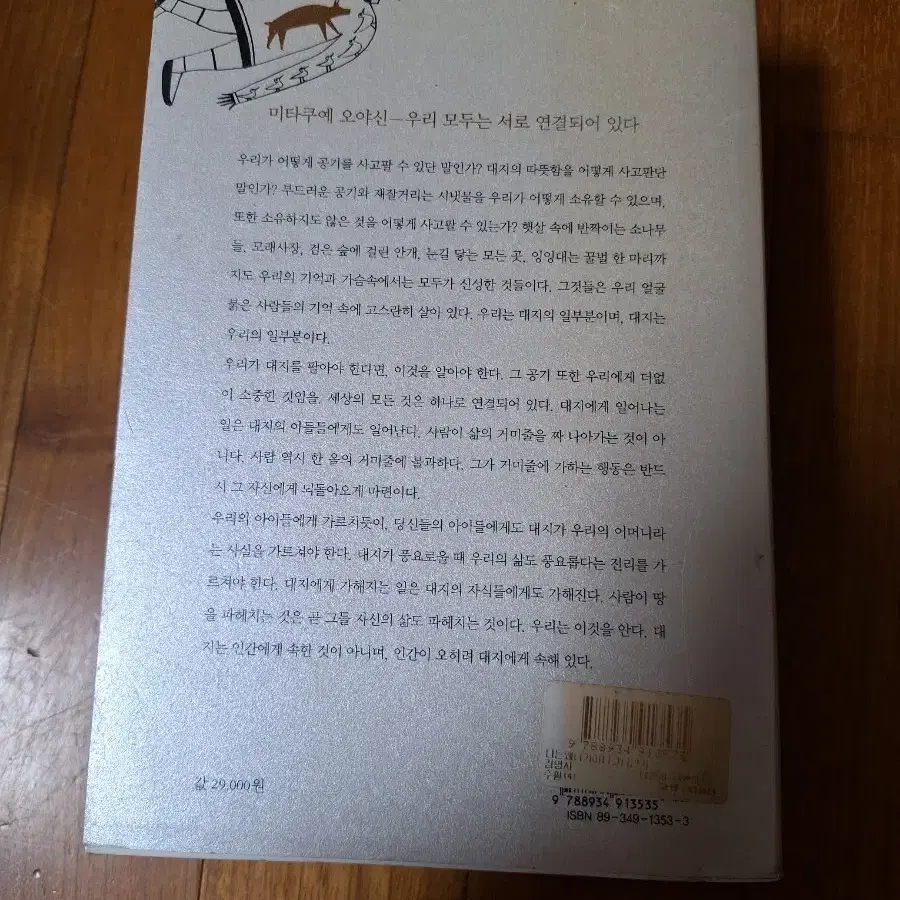 미타쿠예 오야신–우리 모두는 서로 연결되어 있다
우리가 어떻게 공기를 사고팔 수 있단 말인가? 대지의 따뜻함을 어떻게 사고판단
말인가? 부드러운 공기와 재잘거리는 시냇물을 우리가 어떻게 소유할 수 있으며,
또한 소유하지도 않은 것을 어떻게 사고팔 수 있는가? 햇살 속에 반짝이는 소나무
들, 모래사장, 검은 숲에 걸린 안개, 눈길 닿는 모든 곳, 잉잉대는 꿀벌 한 마리까
지도 우리의 기억과 가슴속에서는 모두가 신성한 것들이다. 그것들은 우리 얼굴
붉은 사람들의 기억 속에 고스란히 살아 있다. 우리는 대지의 일부분이며, 대지는
우리의 일부분이다.
우리가 대지를 팔아야 한다면, 이것을 알아야 한다. 그 공기 또한 우리에게 더없
이 소중한 것임을. 세상의 모든 것은 하나로 연결되어 있다. 대지에게 일어나는
일은 대지의 아들들에게도 일어난다. 사람이 삶의 거미줄을 짜 나아가는 것이 아
니다. 사람 역시 한 올의 거미줄에 불과하다. 그가 거미줄에 가하는 행동은 반드
시 그 자신에게 되돌아오게 마련이다.
우리의 아이들에게 가르치듯이, 당신들의 아이들에게도 대지가 우리의 어머니라
는 사실을 가르쳐야 한다. 대지가 풍요로울 때 우리의 삶도 풍요롭다는 진리를 가
르쳐야 한다. 대지에게 가해지는 일은 대지의 자식들에게도 가해진다. 사람이 땅
을 파헤치는 것은 곧 그들 자신의 삶도 파헤치는 것이다. 우리는 이것을 안다. 대
지는 인간에게 속한 것이 아니며, 인간이 오히려 대지에게 속해 있다.
값 29,000원
9 788934
김영사
9 788934 913535
ISBN 89-349-1353-3